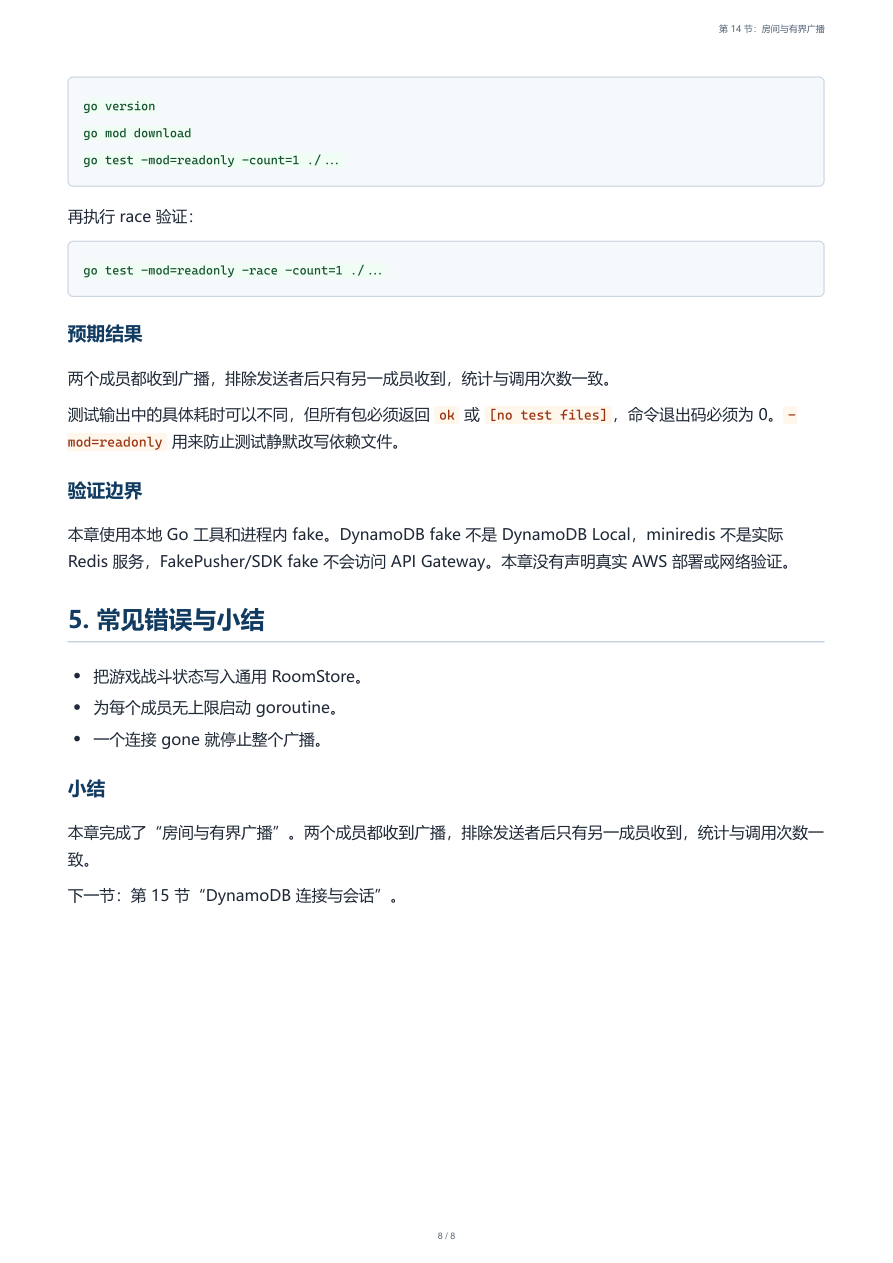 第 14 节：房间与有界广播
go version
go mod download
go test -mod=readonly -count=1 ./...
再执行 race 验证：
go test -mod=readonly -race -count=1 ./...
预期结果
两个成员都收到广播，排除发送者后只有另一成员收到，统计与调用次数一致。
测试输出中的具体耗时可以不同，但所有包必须返回 ok 或 [no test files]，命令退出码必须为 0。-
mod=readonly 用来防止测试静默改写依赖文件。
验证边界
本章使用本地 Go 工具和进程内 fake。DynamoDB fake 不是 DynamoDB Local，miniredis 不是实际
Redis 服务，FakePusher/SDK fake 不会访问 API Gateway。本章没有声明真实 AWS 部署或网络验证。
5. 常见错误与小结
• 把游戏战斗状态写入通用 RoomStore。
• 为每个成员无上限启动 goroutine。
• 一个连接 gone 就停止整个广播。
小结
本章完成了“房间与有界广播”。两个成员都收到广播，排除发送者后只有另一成员收到，统计与调用次数一
致。
下一节：第 15 节“DynamoDB 连接与会话”。
8 / 8